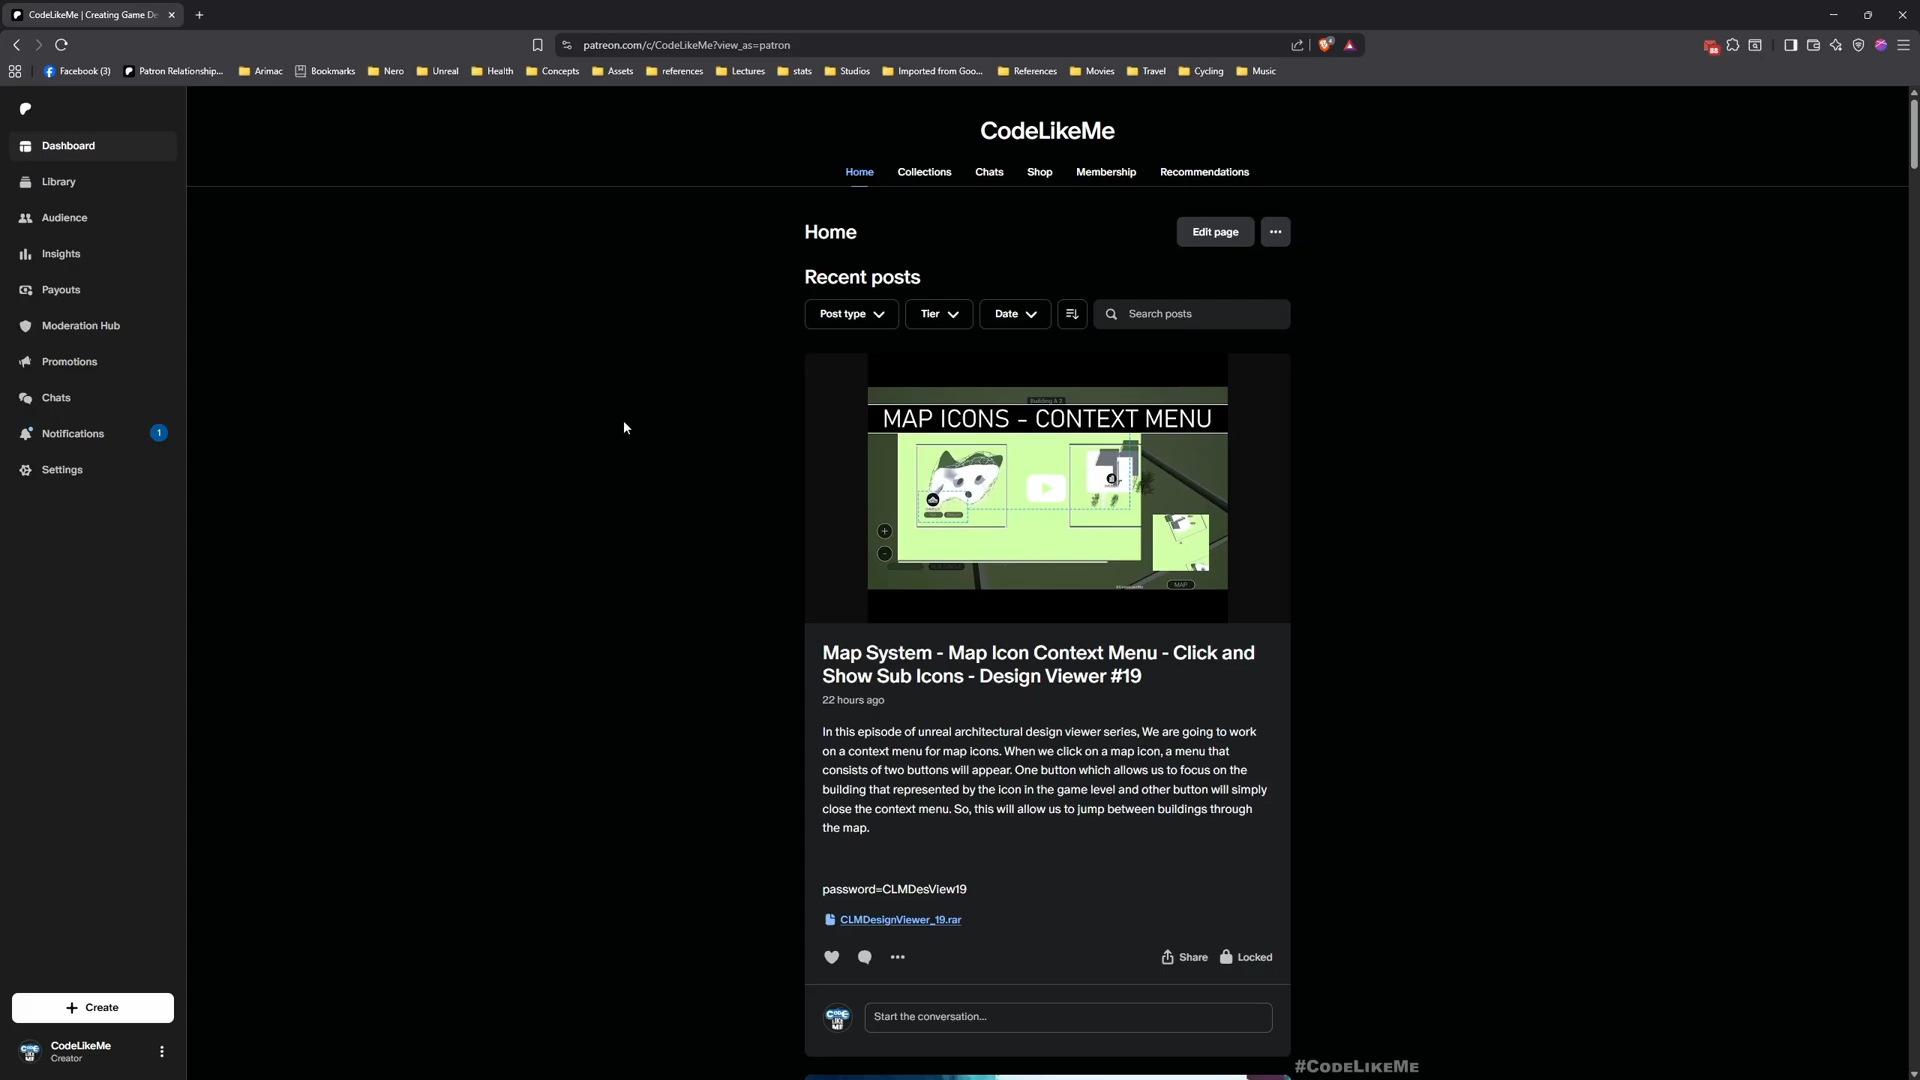 CodeLikeMe | Creating Game De
patreon.com/c/CodeLikeMe?view_as=patron
4
88
Facebook (3)
Patron Relationship...
Arimac
Bookmarks
Nero
Unreal
Health
Concepts
Assets
references
Lectures
stats
Studios
Imported from Goo...
References
Movies
Travel
Cycling
Music
Dashboard
Library
Audience
Insights
Payouts
Moderation Hub
Promotions
Chats
Notifications
1
Settings
Create
CodeLikeMe
Creator
CodeLikeMe
Home
Collections
Chats
Shop
Membership
Recommendations
Home
Edit page
Recent posts
Post type
Tier
Date
Search posts
Building A 2
MAP ICONS - CONTEXT MENU
MAP
Map System - Map Icon Context Menu - Click and
Show Sub Icons - Design Viewer #19
22 hours ago
In this episode of unreal architectural design viewer series, We are going to work
on a context menu for map icons. When we click on a map icon, a menu that
consists of two buttons will appear. One button which allows us to focus on the
building that represented by the icon in the game level and other button will simply
close the context menu. So, this will allow us to jump between buildings through
the map.
password=CLMDesView19
CLMDesignViewer_19.rar
Share
Locked
CODE LIKE ME
Start the conversation...
#CodeLikeMe